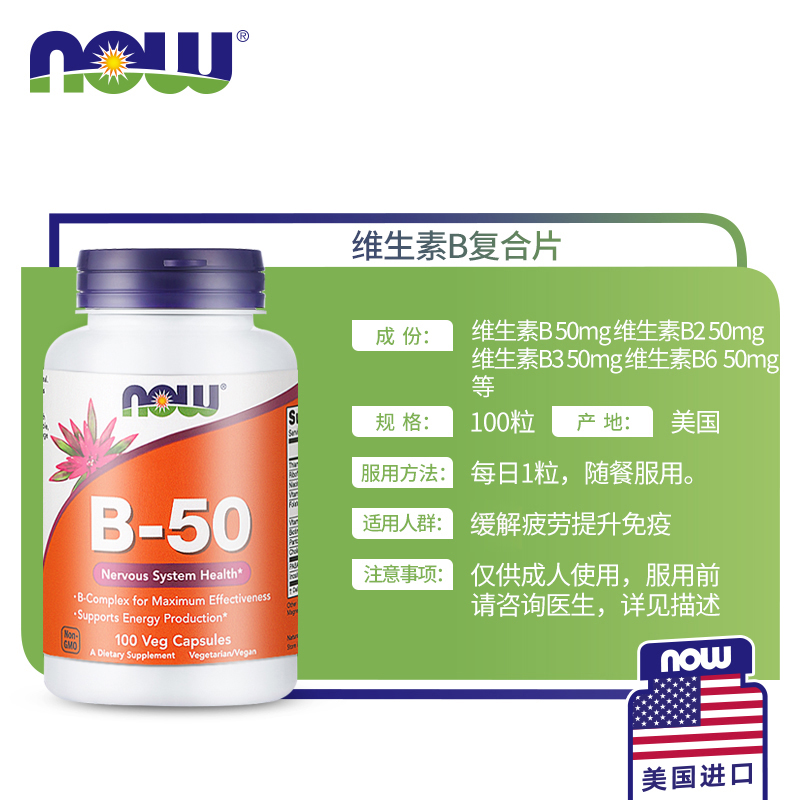 now®
维生素B复合片
成份：
维生素B 50mg 维生素B2 50mg
维生素B3 50mg 维生素B6 50mg
等
规格：
100粒
产地：
美国
服用方法：
每日1粒，随餐服用。
适用人群：
缓解疲劳提升免疫
注意事项：
仅供成人使用，服用前
请咨询医生，详见描述
now®
B-50
Nervous System Health*
•B-Complex for Maximum Effectiveness
•Supports Energy Production*
Non-
GMO
100 Veg Capsules
A Dietary Supplement Vegetarian/Vegan
now
美国进口